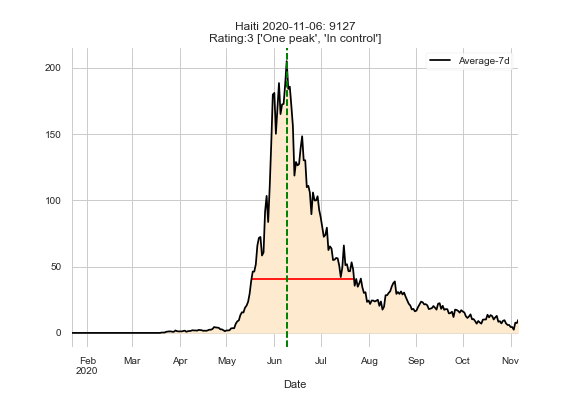 Haiti 2020-11-06: 9127
Rating:3 ['One peak', 'In control']
Average-7d
200
150
100
50
0
Feb
2020
Mar
Apr
May
Jun
Jul
Aug
Sep
Oct
Nov
Date